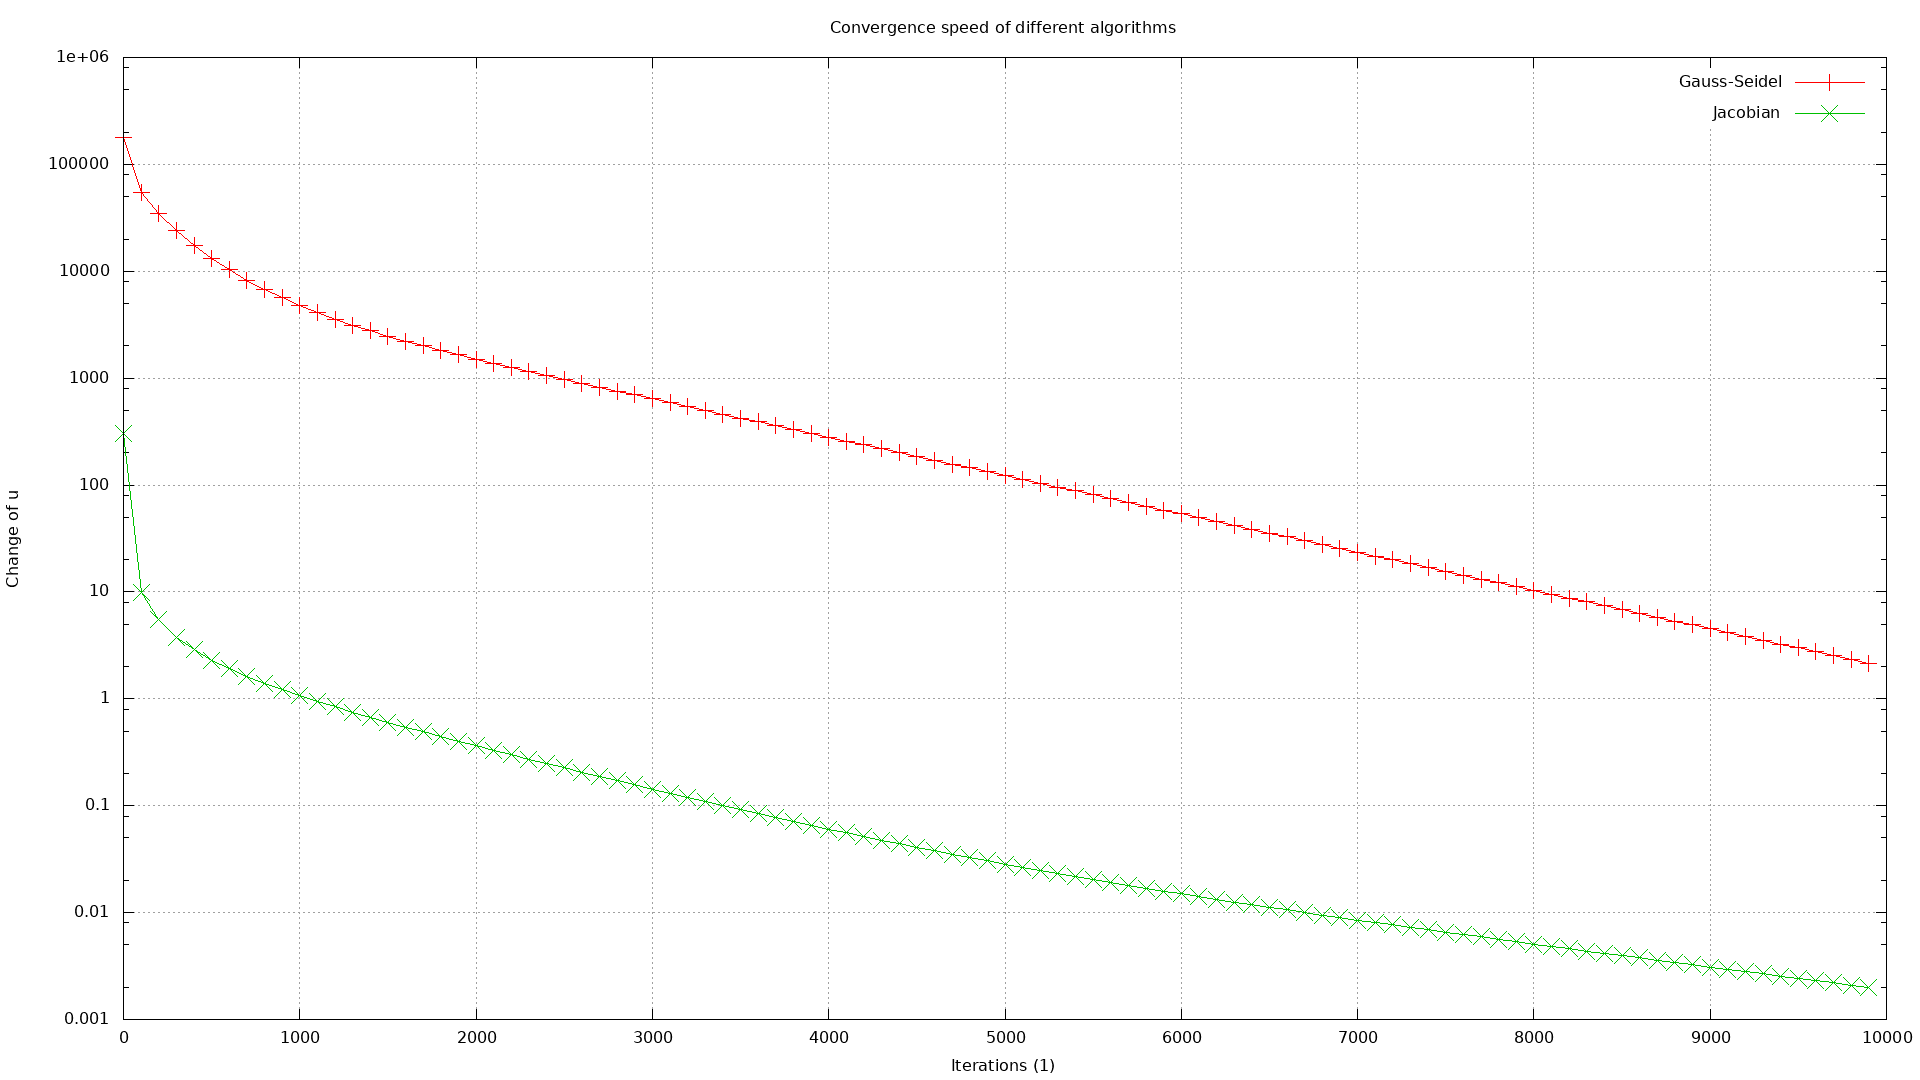 Convergence speed of different algorithms
1e+06
100000
10000
1000
100
10
1
0.1
0.01
0.001
Change of u
Gauss-Seidel
Jacobian
0 1000 2000 3000 4000 5000 6000 7000 8000 9000 10000
Iterations (1)